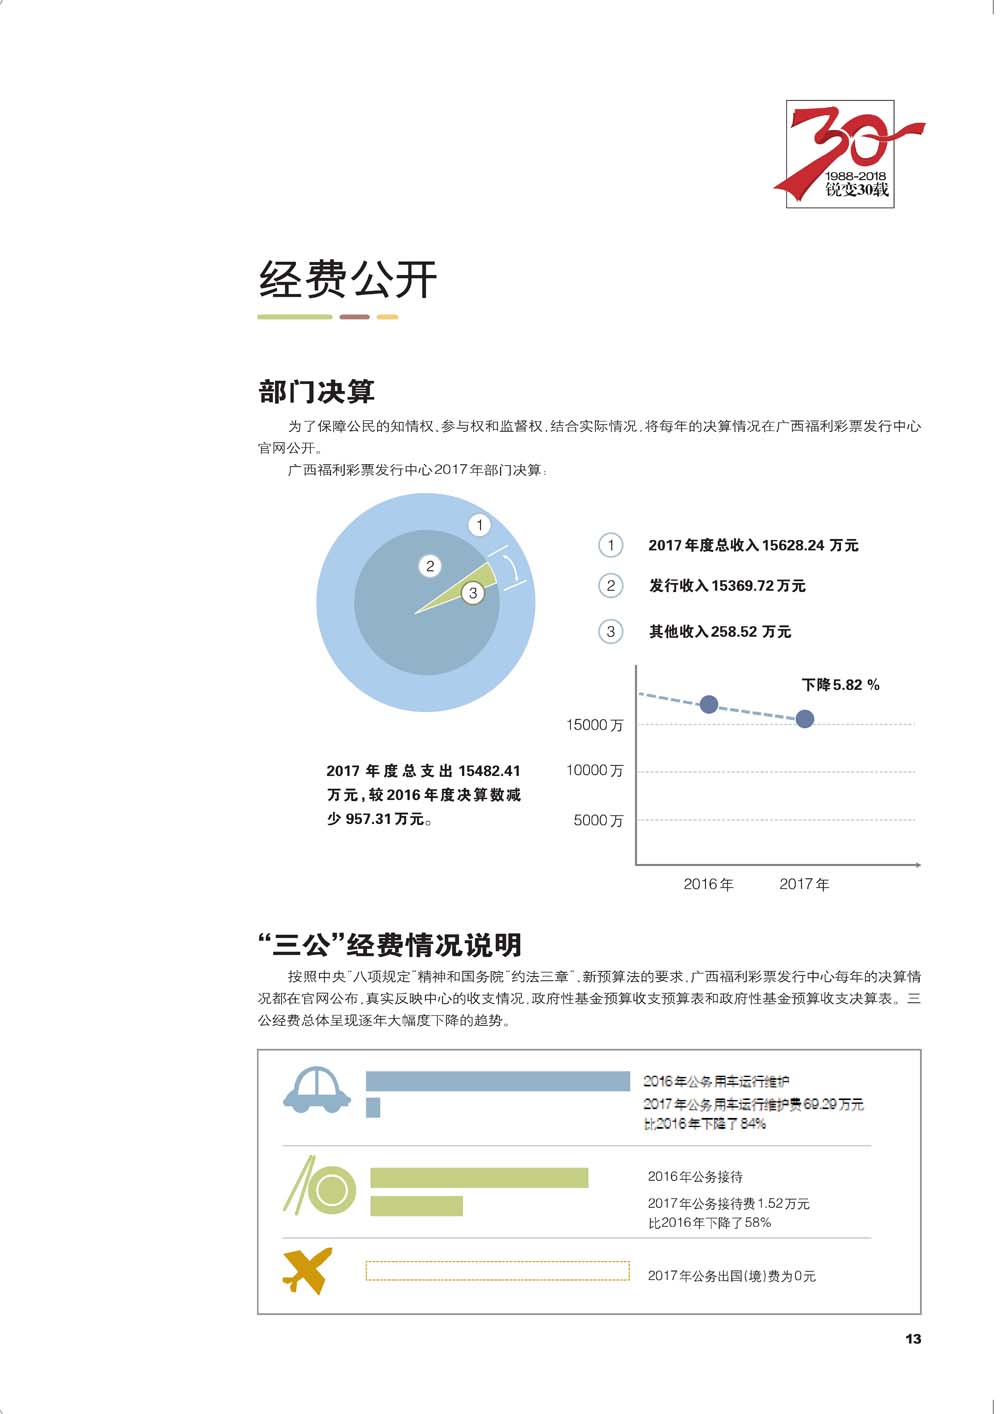 1988-2018
锐变30载
经费公开
部门决算
为了保障公民的知情权、参与权和监督权,结合实际情况,将每年的决算情况在广西福利彩票发行中心
官网公开。
广西福利彩票发行中心2017年部门决算:
1
2
3
1 2017年度总收入15628.24 万元
2 发行收入15369.72万元
3 其他收入258.52 万元
下降5.82 %
15000万
10000万
5000万
2016年 2017年
2017 年度总支出 15482.41
万元,较2016年度决算数减
少 957.31万元。
“三公”经费情况说明
按照中央“八项规定”精神和国务院“约法三章”、新预算法的要求,广西福利彩票发行中心每年的决算情
况都在官网公布,真实反映中心的收支情况,政府性基金预算收支预算表和政府性基金预算收支决算表。三
公经费总体呈现逐年大幅度下降的趋势。
2016年公务用车运行维护
2017年公务用车运行维护费69.29万元
比2016年下降了84%
2016年公务接待
2017年公务接待费1.52万元
比2016年下降了58%
2017年公务出国(境)费为0元
13